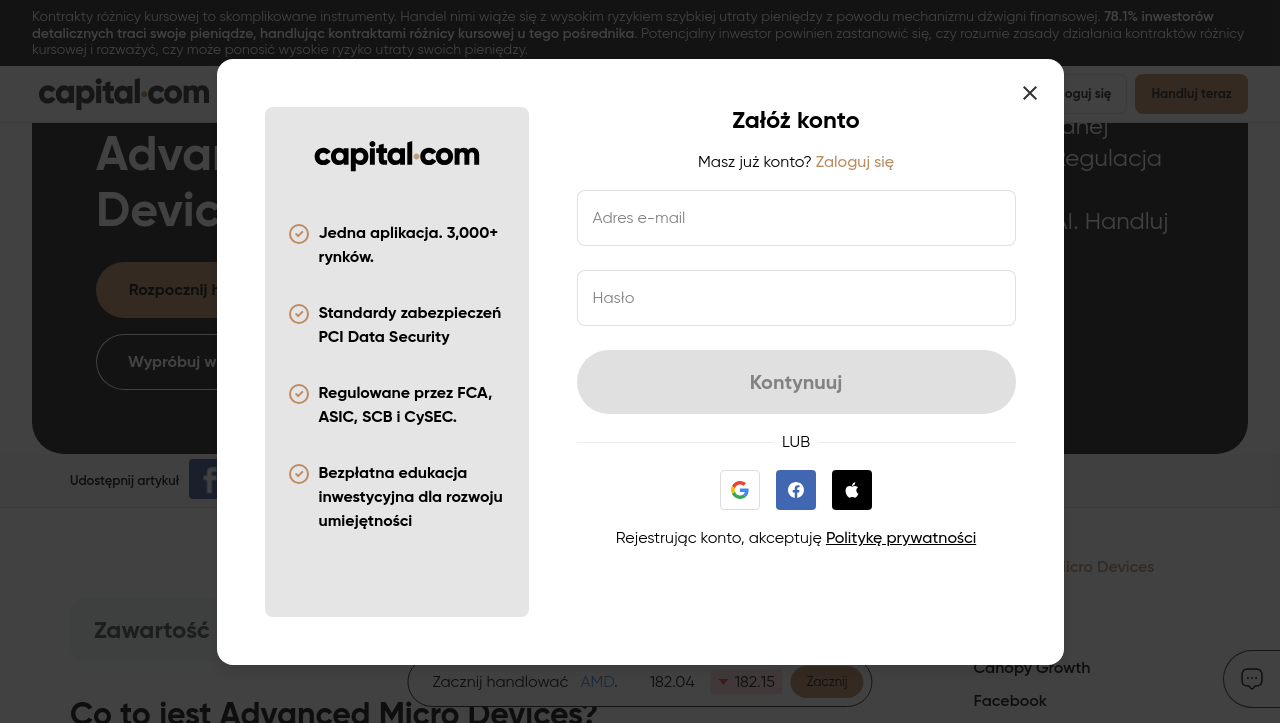 Kontrakty różnicy kursowej to skomplikowane instrumenty. Handel nimi wiąże się z wysokim ryzykiem szybkiej utraty pieniędzy z powodu mechanizmu dźwigni finansowej. 78.1% inwestorów
detalicznych traci swoje pieniądze, handlując kontraktami różnicy kursowej u tego pośrednika. Potencjalny inwestor powinien zastanowić się, czy rozumie zasady działania kontraktów różnicy
kursowej i rozważyć, czy może ponosić wysokie ryzyko utraty swoich pieniędzy.
capital.com
oguj się
Handluj teraz
Advan
Device
anej
egulacja
AI. Handluj
Rozpocznij h
Wypróbuj w
Udostępnij artykuł
capital.com
Jedna aplikacja. 3,000+
rynków.
Standardy zabezpieczeń
PCI Data Security
Regulowane przez FCA,
ASIC, SCB i CySEC.
Bezpłatna edukacja
inwestycyjna dla rozwoju
umiejętności
Załóż konto
Masz już konto? Zaloguj się
Adres e-mail
Hasło
Kontynuuj
LUB
Rejestrując konto, akceptuję Politykę prywatności
icro Devices
Zawartość
Canopy Growth
Facebook
Zacznij handlować AMD. 182.04 182.15 Zacznij
Co to jest Advanced Micro Devices?